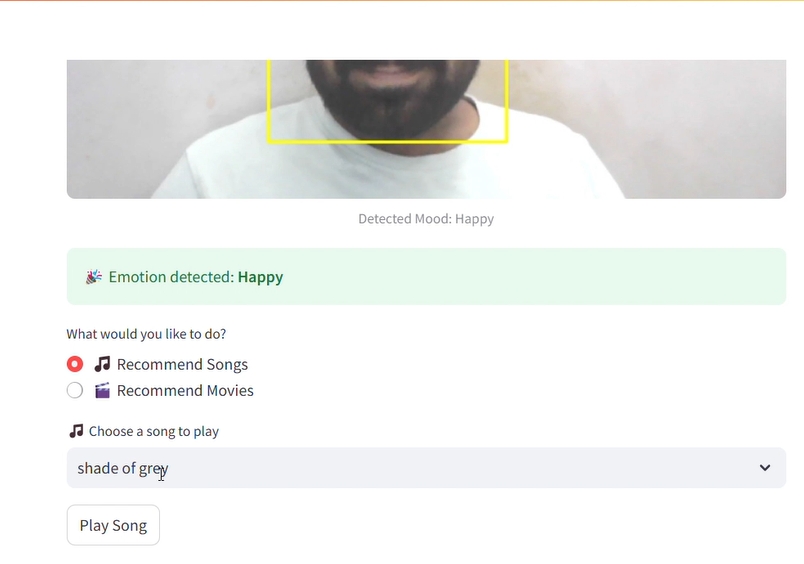 Detected Mood: Happy
🎉 Emotion detected: Happy
What would you like to do?
🎵 Recommend Songs
🎬 Recommend Movies
🎵 Choose a song to play
shade of grey
Play Song